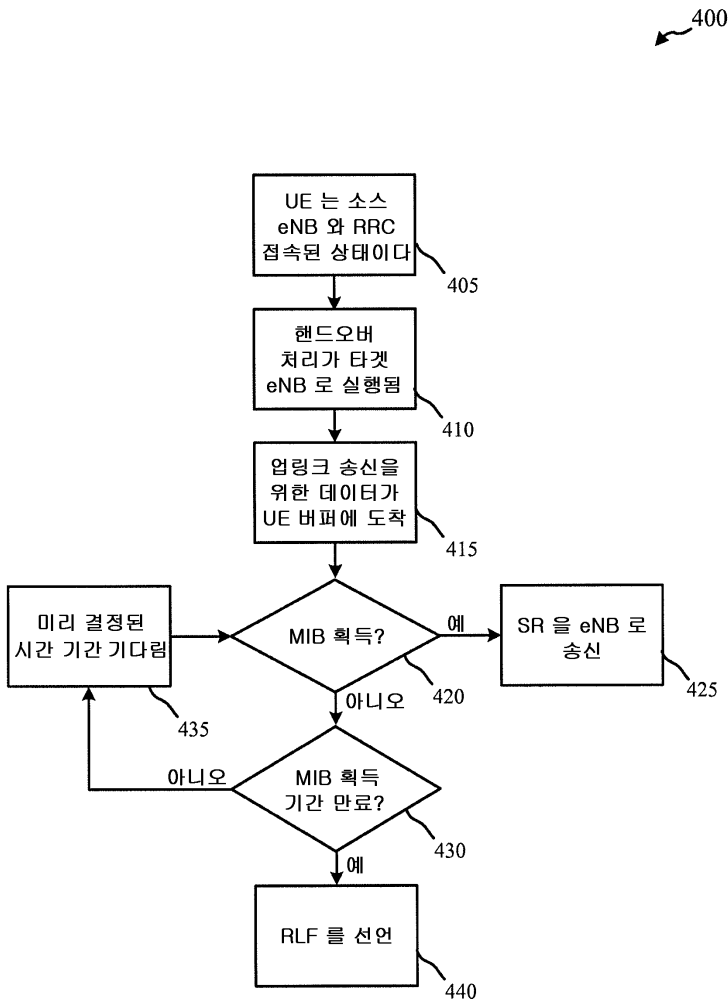 400
UE 는 소스
eNB 와 RRC
접속된 상태이다
405
핸드오버
처리가 타겟
eNB 로 실행됨
410
업링크 송신을
위한 데이터가
UE 버퍼에 도착
415
미리 결정된
시간 기간 기다림
435
MIB 획득?
420
예
SR 을 eNB 로
송신
425
아니오
MIB 획득
기간 만료?
430
아니오
예
RLF 를 선언
440